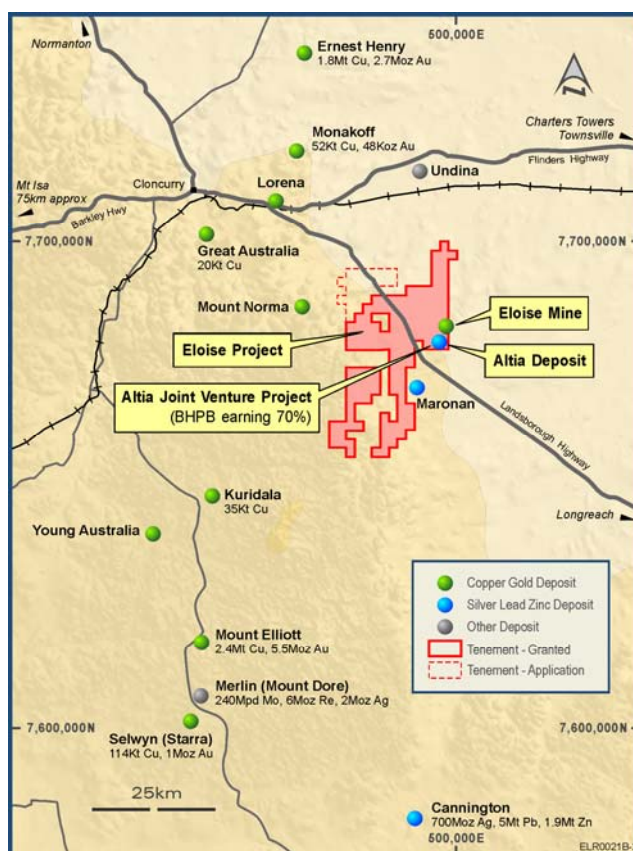 Normanton
500,000E
Ernest Henry
1.8Mt Cu, 2.7Moz Au
N
Monakoff
52Kt Cu, 48Koz Au
Charters Towers
Townsville
Flinders Highway
Undina
Mt Isa
75km approx
Cloncurry
Lorena
Barkley Hwy
7,700,000N
7,700,000N
Great Australia
20Kt Cu
Mount Norma
Eloise Mine
Eloise Project
Altia Deposit
Altia Joint Venture Project
(BHPB earning 70%)
Maronan
Landsborough Highway
Longreach
Kuridala
35Kt Cu
Young Australia
Copper Gold Deposit
Silver Lead Zinc Deposit
Other Deposit
Tenement - Granted
Tenement - Application
Mount Elliott
2.4Mt Cu, 5.5Moz Au
Merlin (Mount Dore)
240Mpd Mo, 6Moz Re, 2Moz Ag
7,600,000N
7,600,000N
Selwyn (Starra)
114Kt Cu, 1Moz Au
25km
Cannington
700Moz Ag, 5Mt Pb, 1.9Mt Zn
500,000E